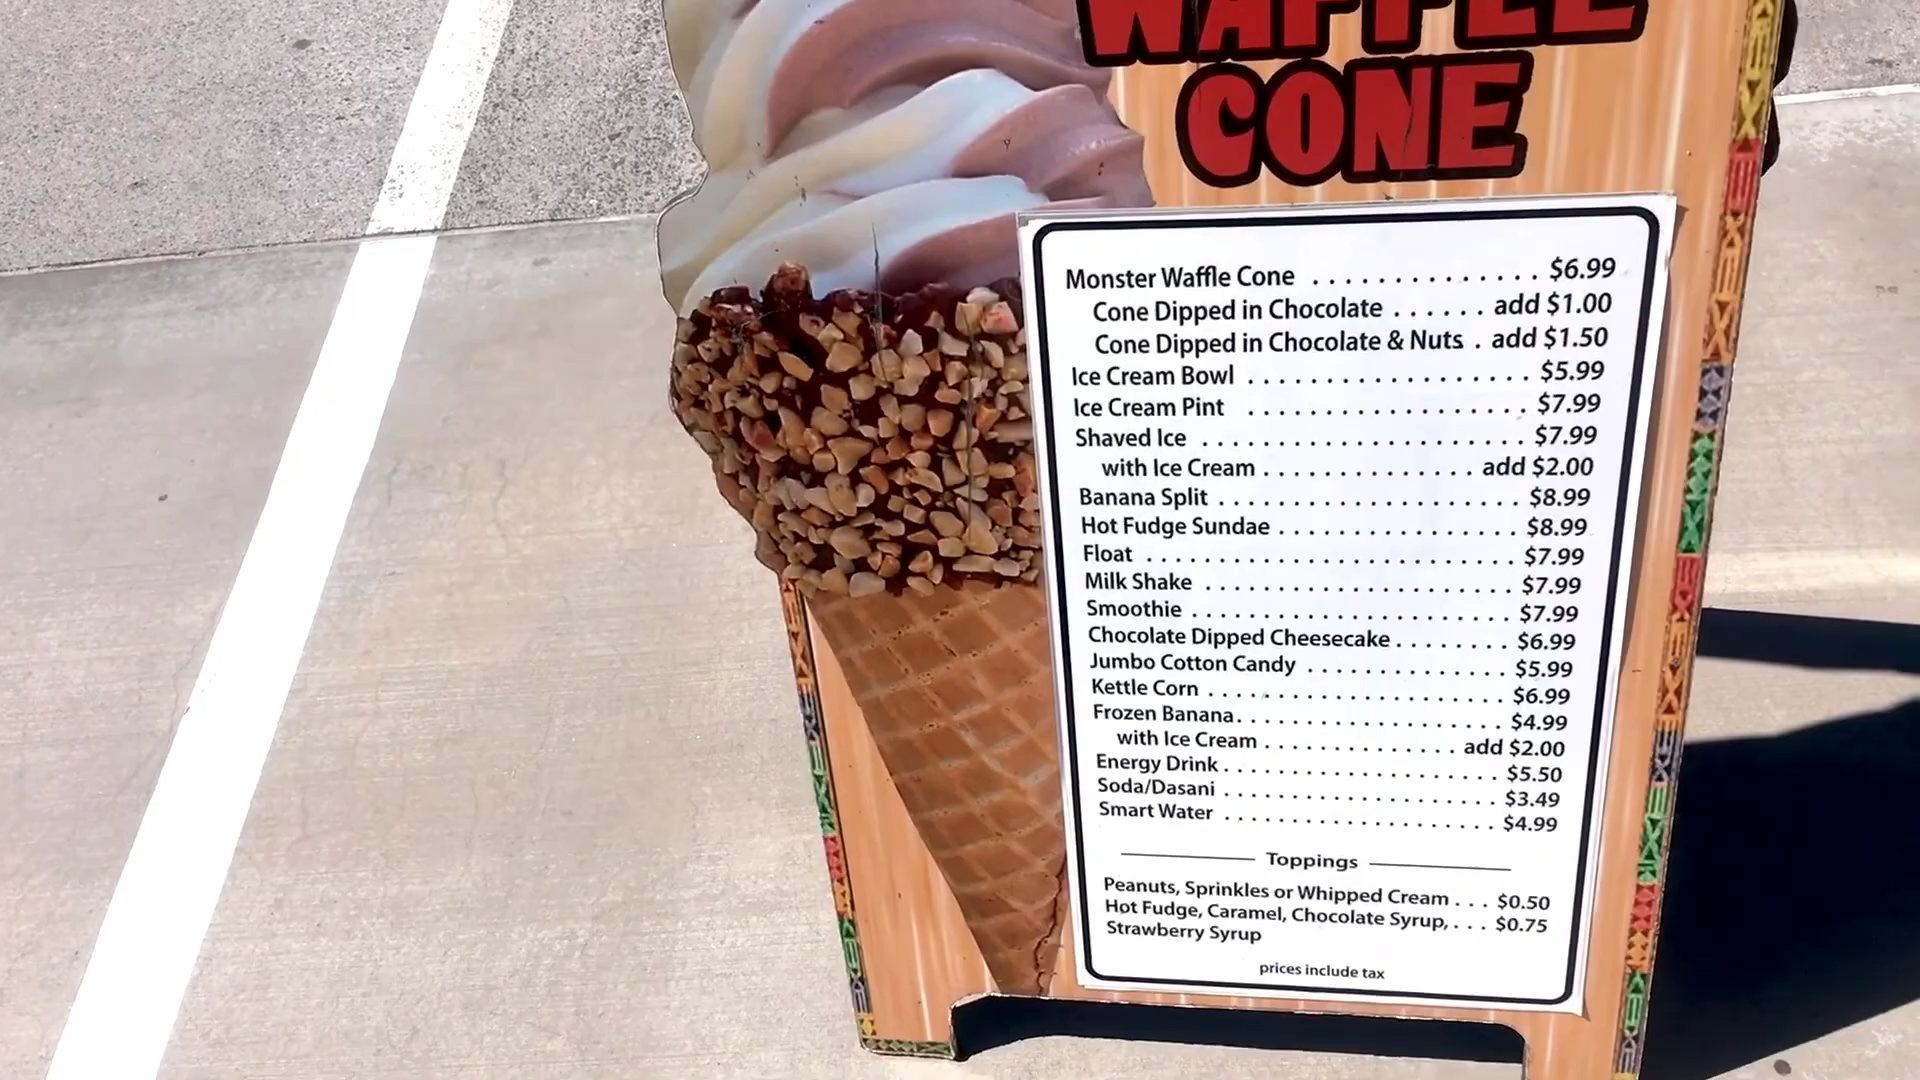 WAFFLE
CONE
Monster Waffle Cone . . . . . . . . . . . . . $6.99
Cone Dipped in Chocolate . . . . . . add $1.00
Cone Dipped in Chocolate & Nuts . add $1.50
Ice Cream Bowl . . . . . . . . . . . . . . . . . . $5.99
Ice Cream Pint . . . . . . . . . . . . . . . . . . $7.99
Shaved Ice . . . . . . . . . . . . . . . . . . . . . . $7.99
with Ice Cream . . . . . . . . . . . . . . add $2.00
Banana Split . . . . . . . . . . . . . . . . . . . . . $8.99
Hot Fudge Sundae . . . . . . . . . . . . . . . . $8.99
Float . . . . . . . . . . . . . . . . . . . . . . . . . . $7.99
Milk Shake . . . . . . . . . . . . . . . . . . . . . . $7.99
Smoothie . . . . . . . . . . . . . . . . . . . . . . . $7.99
Chocolate Dipped Cheesecake . . . . . . . . $6.99
Jumbo Cotton Candy . . . . . . . . . . . . . . $5.99
Kettle Corn . . . . . . . . . . . . . . . . . . . . . $6.99
Frozen Banana. . . . . . . . . . . . . . . . . . . $4.99
with Ice Cream . . . . . . . . . . . . . . add $2.00
Energy Drink . . . . . . . . . . . . . . . . . . . . $5.50
Soda/Dasani . . . . . . . . . . . . . . . . . . . . $3.49
Smart Water . . . . . . . . . . . . . . . . . . . . $4.99
Toppings
Peanuts, Sprinkles or Whipped Cream . . . $0.50
Hot Fudge, Caramel, Chocolate Syrup, . . . $0.75
Strawberry Syrup
prices include tax